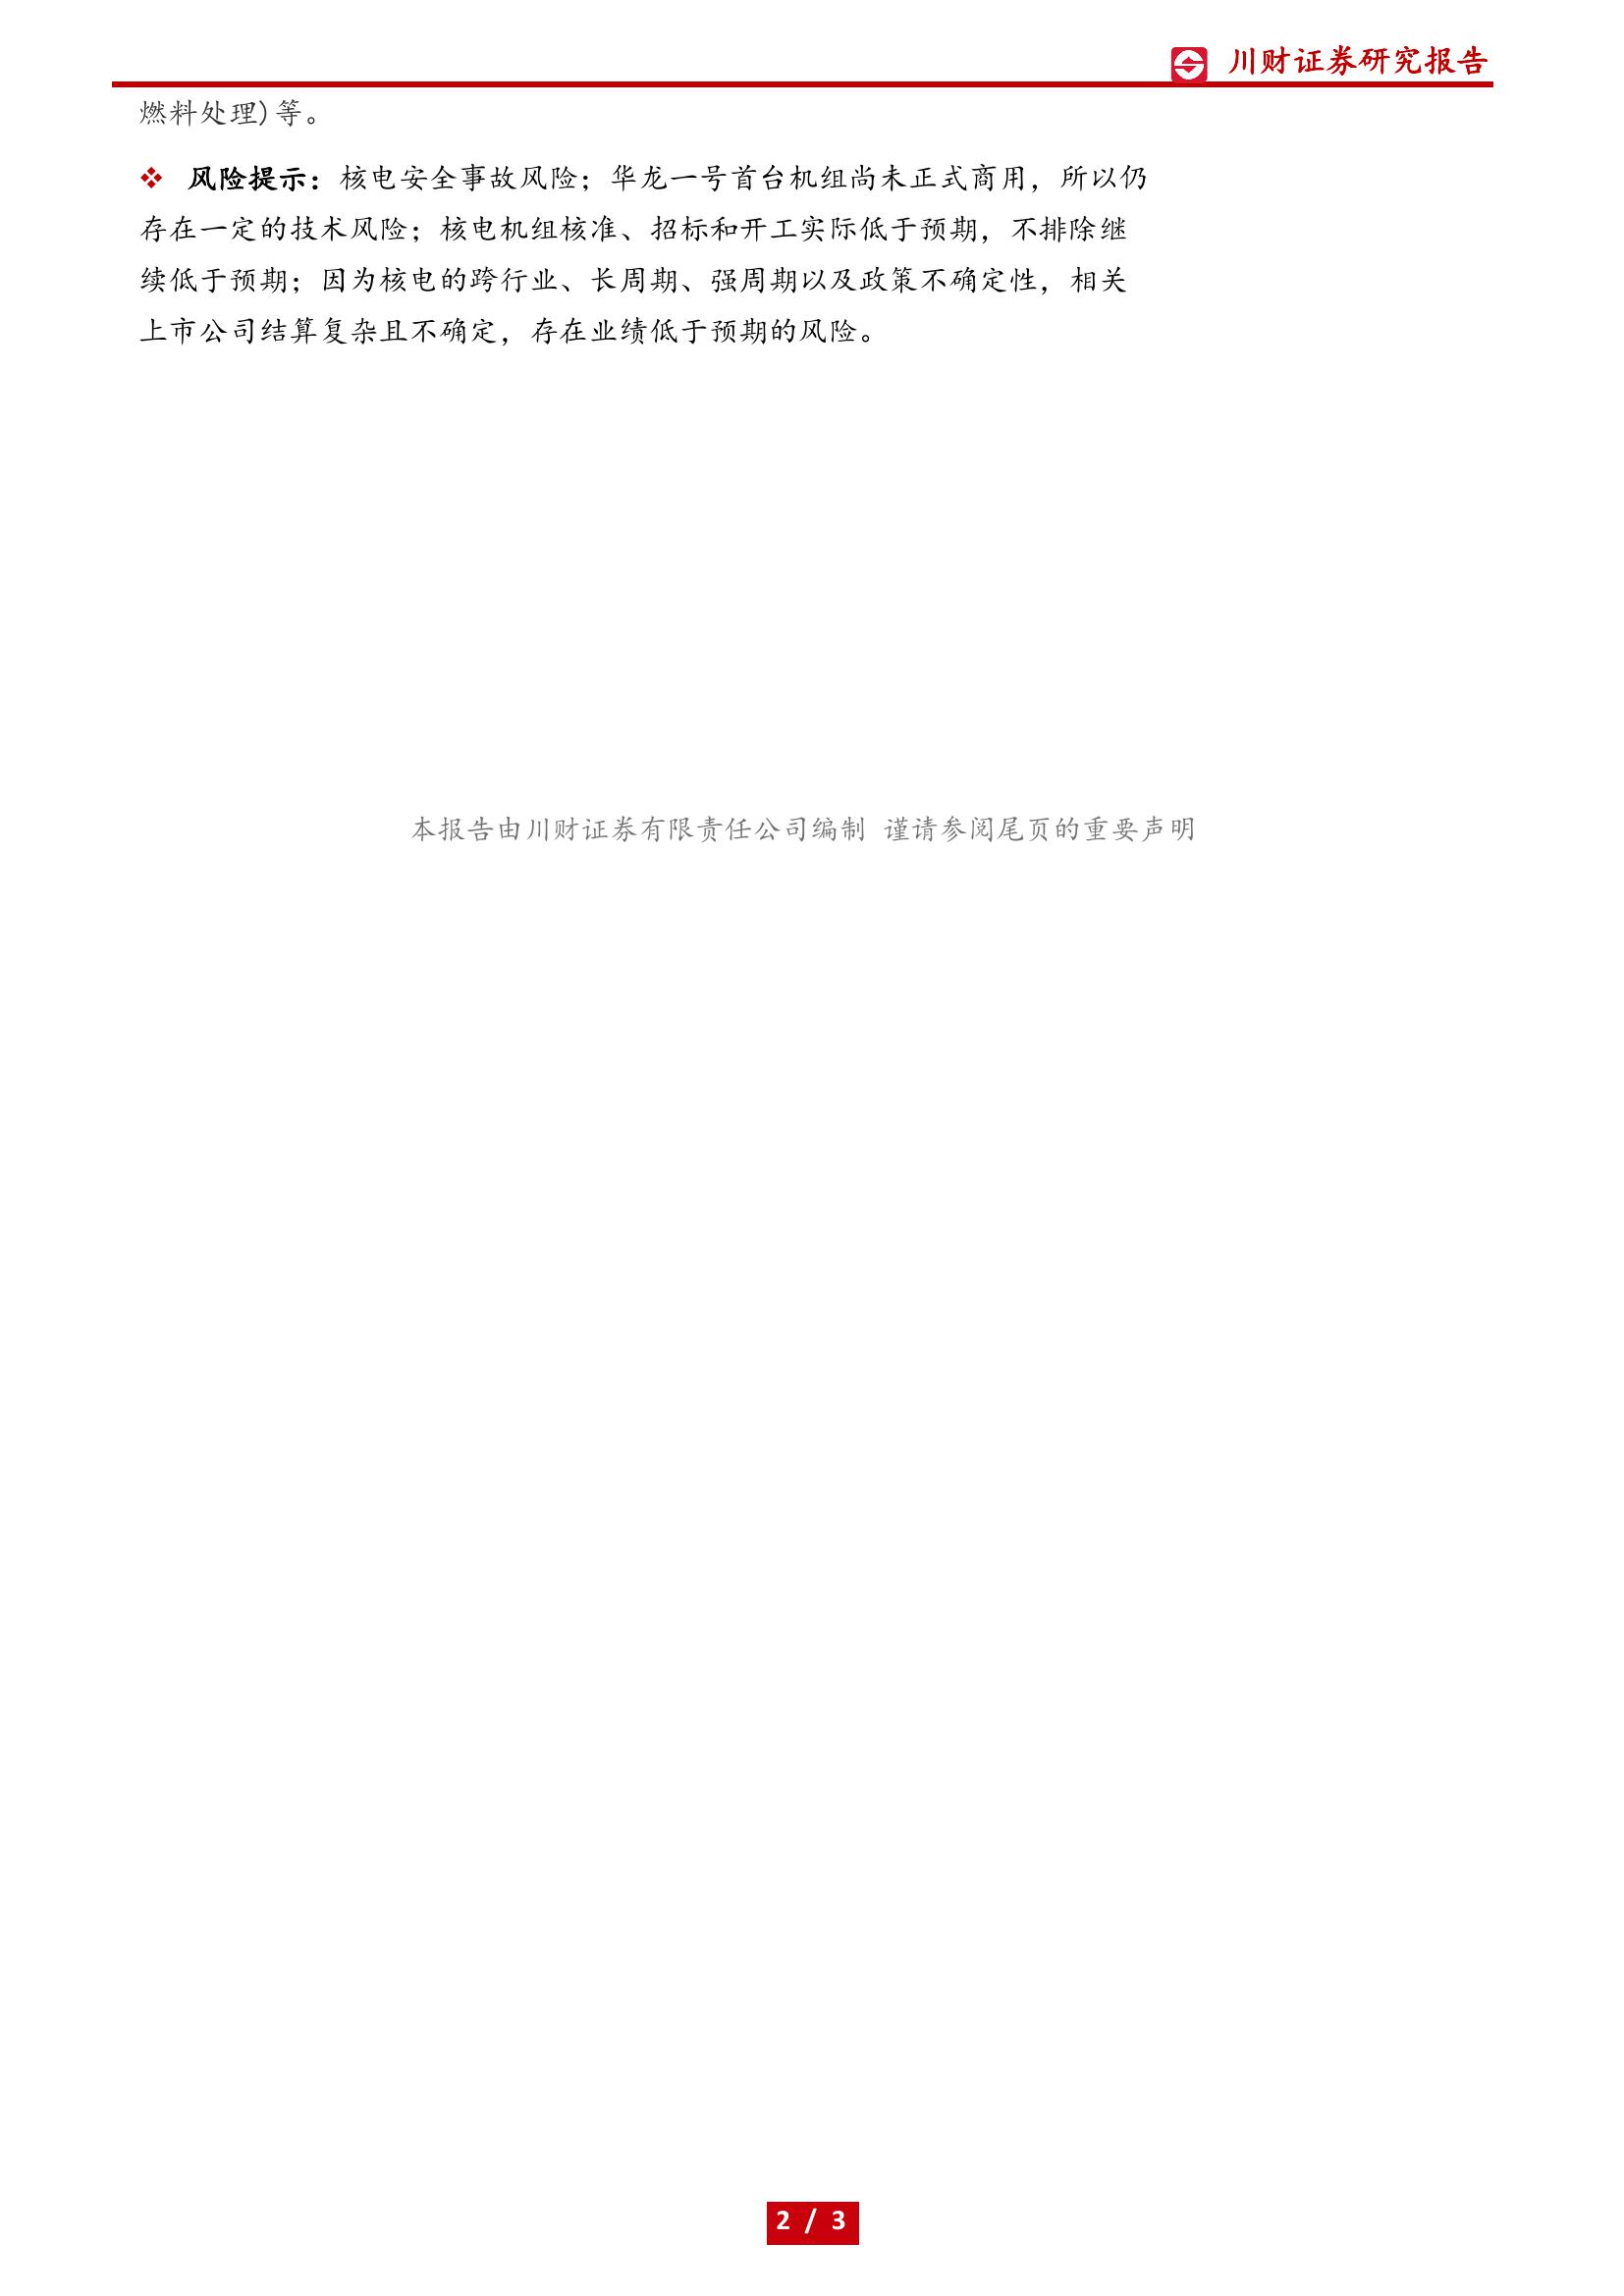 川财证券研究报告
燃料处理)等。
❖ 风险提示：核电安全事故风险；华龙一号首台机组尚未正式商用，所以仍
存在一定的技术风险；核电机组核准、招标和开工实际低于预期，不排除继
续低于预期；因为核电的跨行业、长周期、强周期以及政策不确定性，相关
上市公司结算复杂且不确定，存在业绩低于预期的风险。
本报告由川财证券有限责任公司编制 谨请参阅尾页的重要声明
2 / 3